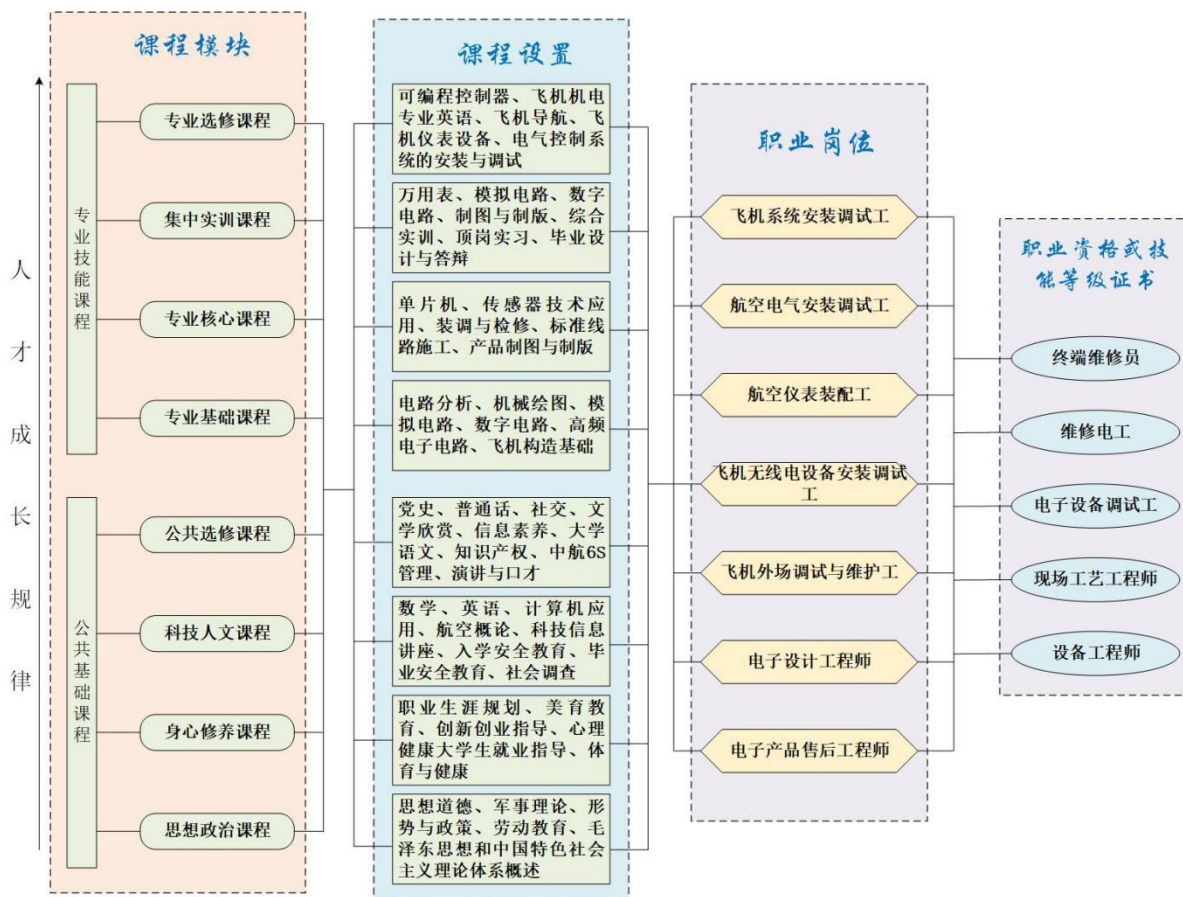 人才成长规律
课程模块
专业技能课程
专业选修课程
集中实训课程
专业核心课程
专业基础课程
公共基础课程
公共选修课程
科技人文课程
身心修养课程
思想政治课程
课程设置
可编程控制器、飞机机电
专业英语、飞机导航、飞
机仪表设备、电气控制系
统的安装与调试
万用表、模拟电路、数字
电路、制图与制版、综合
实训、顶岗实习、毕业设
计与答辩
单片机、传感器技术应
用、装调与检修、标准线
路施工、产品制图与制版
电路分析、机械绘图、模
拟电路、数字电路、高频
电子电路、飞机构造基础
党史、普通话、社交、文
学欣赏、信息素养、大学
语文、知识产权、中航6S
管理、演讲与口才
数学、英语、计算机应
用、航空概论、科技信息
讲座、入学安全教育、毕
业安全教育、社会调查
职业生涯规划、美育教
育、创新创业指导、心理
健康大学生就业指导、体
育与健康
思想道德、军事理论、形
势与政策、劳动教育、毛
泽东思想和中国特色社会
主义理论体系概述
职业岗位
飞机系统安装调试工
航空电气安装调试工
航空仪表装配工
飞机无线电设备安装调试
工
飞机外场调试与维护工
电子设计工程师
电子产品售后工程师
职业资格或技
能等级证书
终端维修员
维修电工
电子设备调试工
现场工艺工程师
设备工程师